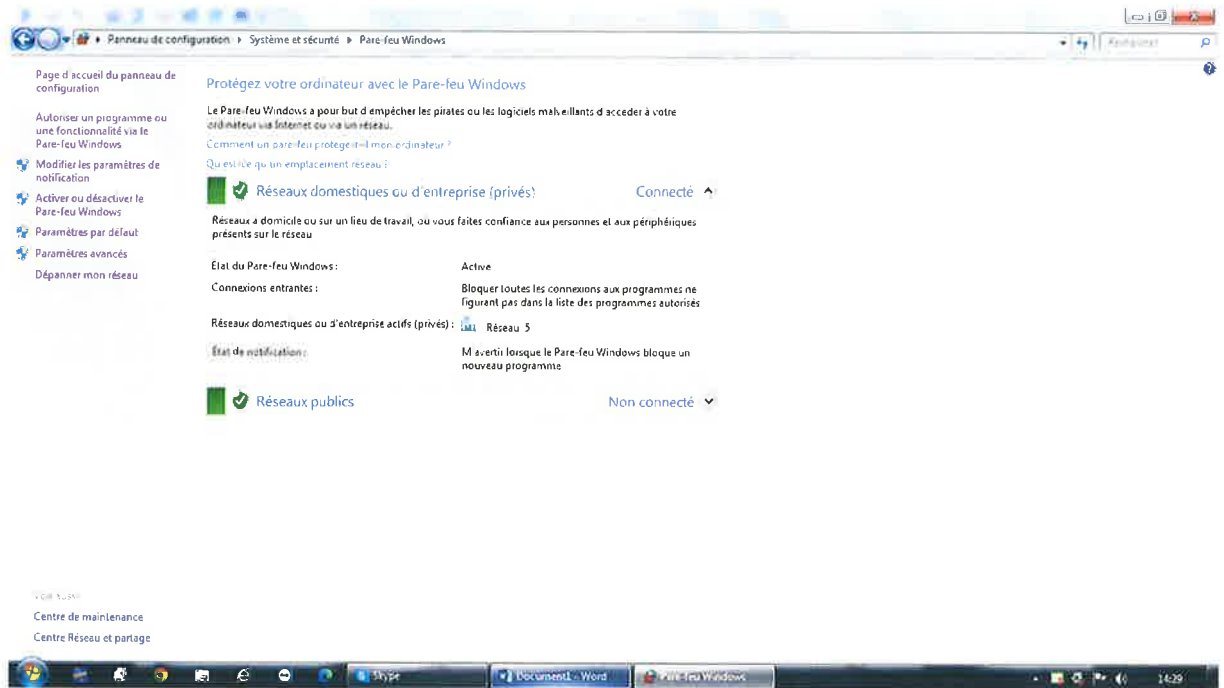 Panneau de configuration ▸ Système et sécurité ▸ Pare-feu Windows
Rechercher
Page d'accueil du panneau de
configuration
Autoriser un programme ou
une fonctionnalité via le
Pare-feu Windows
Modifier les paramètres de
notification
Activer ou désactiver le
Pare-feu Windows
Paramètres par défaut
Paramètres avancés
Dépanner mon réseau
Protégez votre ordinateur avec le Pare-feu Windows
Le Pare-feu Windows a pour but d'empêcher les pirates ou les logiciels malveillants d'accéder à votre
ordinateur via Internet ou via un réseau.
Comment un pare-feu protège-t-il mon ordinateur ?
Qu'est-ce qu'un emplacement réseau ?
Réseaux domestiques ou d'entreprise (privés) Connecté
Réseaux à domicile ou sur un lieu de travail, où vous faites confiance aux personnes et aux périphériques
présents sur le réseau
État du Pare-feu Windows : Activé
Connexions entrantes : Bloquer toutes les connexions aux programmes ne
figurant pas dans la liste des programmes autorisés
Réseaux domestiques ou d'entreprise actifs (privés) : Réseau 5
État de notification : M'avertir lorsque le Pare-feu Windows bloque un
nouveau programme
Réseaux publics Non connecté
Voir aussi
Centre de maintenance
Centre Réseau et partage
Skype
Document1 - Word
Pare-feu Windows
14:29